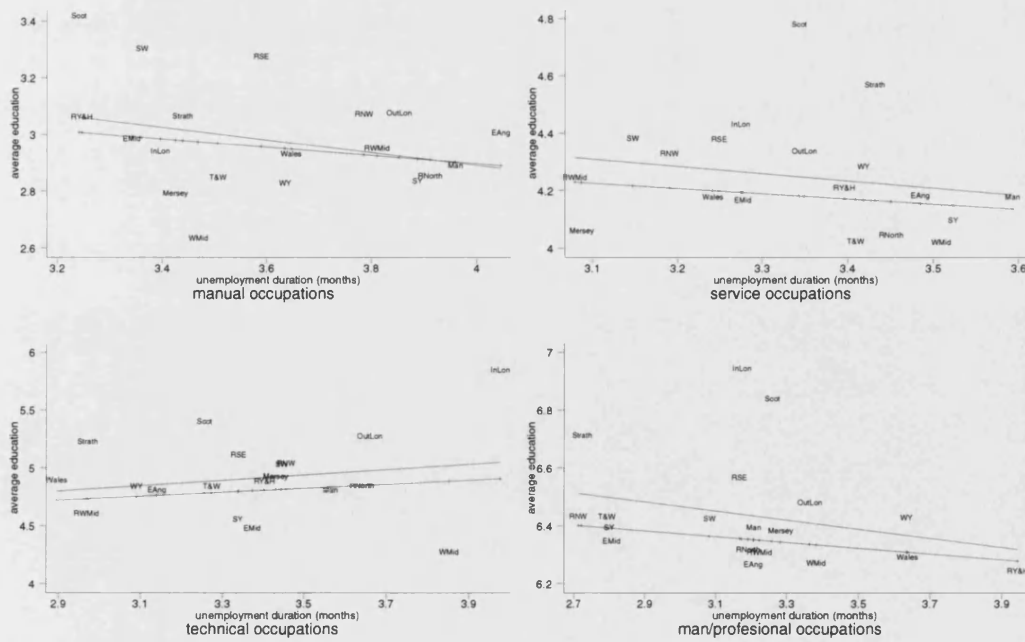 average education
3.4
3.2
3
2.8
2.6
Scot
SW
RSE
RY&H
Strath
RNW
OutLon
EAng
EMid
InLon
Wales
RWMid
Man
Mersey
T&W
WY
SY
RNorth
WMid
3.2 3.4 3.6 3.8 4
unemployment duration (months)
manual occupations
average education
4.8
4.6
4.4
4.2
4
Scot
Strath
InLon
SW
RSE
RNW
OutLon
WY
RWMid
RY&H
Wales
EMid
EAng
Man
Mersey
SY
RNorth
T&W
WMid
3.1 3.2 3.3 3.4 3.5 3.6
unemployment duration (months)
service occupations
average education
6
5.5
5
4.5
4
InLon
Scot
Strath
OutLon
RSE
RNW
SW
Wales
WY
EAng
T&W
Mersey
RY&H
Man
RNorth
RWMid
SY
EMid
WMid
2.9 3.1 3.3 3.5 3.7 3.9
unemployment duration (months)
technical occupations
average education
7
6.8
6.6
6.4
6.2
InLon
Scot
Strath
RSE
OutLon
RNW
T&W
SW
WY
SY
Man
Mersey
EMid
RNorth
RWMid
EAng
WMid
Wales
RY&H
2.7 2.9 3.1 3.3 3.5 3.7 3.9
unemployment duration (months)
man/profesional occupations